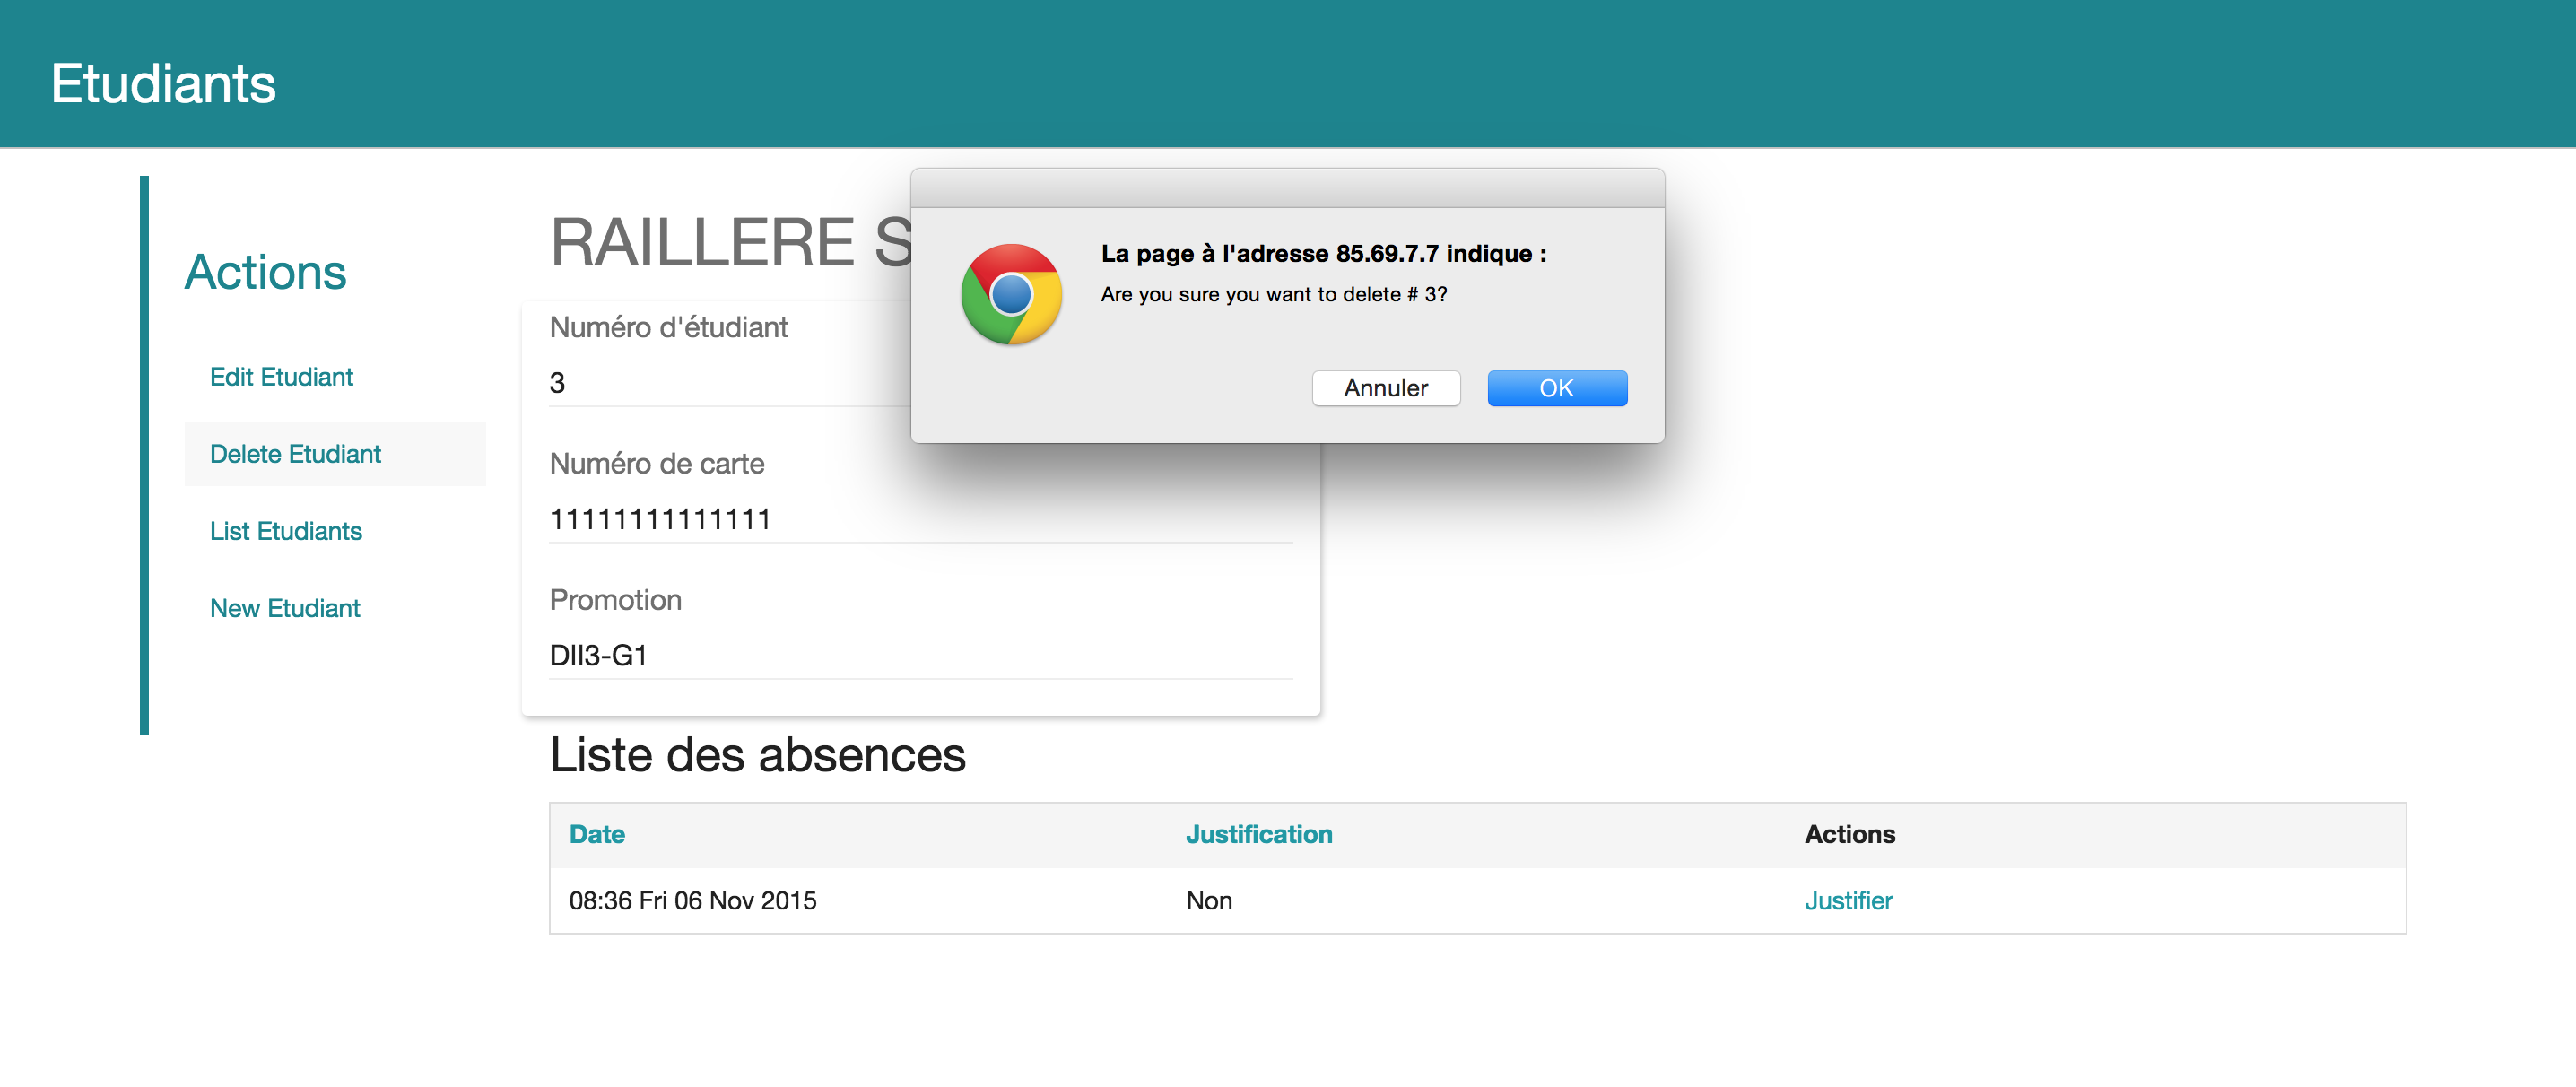 Etudiants
Actions
Edit Etudiant
Delete Etudiant
List Etudiants
New Etudiant
RAILLERE
Numéro d'étudiant
3
Numéro de carte
11111111111111
Promotion
DII3-G1
La page à l'adresse 85.69.7.7 indique :
Are you sure you want to delete # 3?
Annuler
OK
Liste des absences
Date Justification Actions
08:36 Fri 06 Nov 2015 Non Justifier